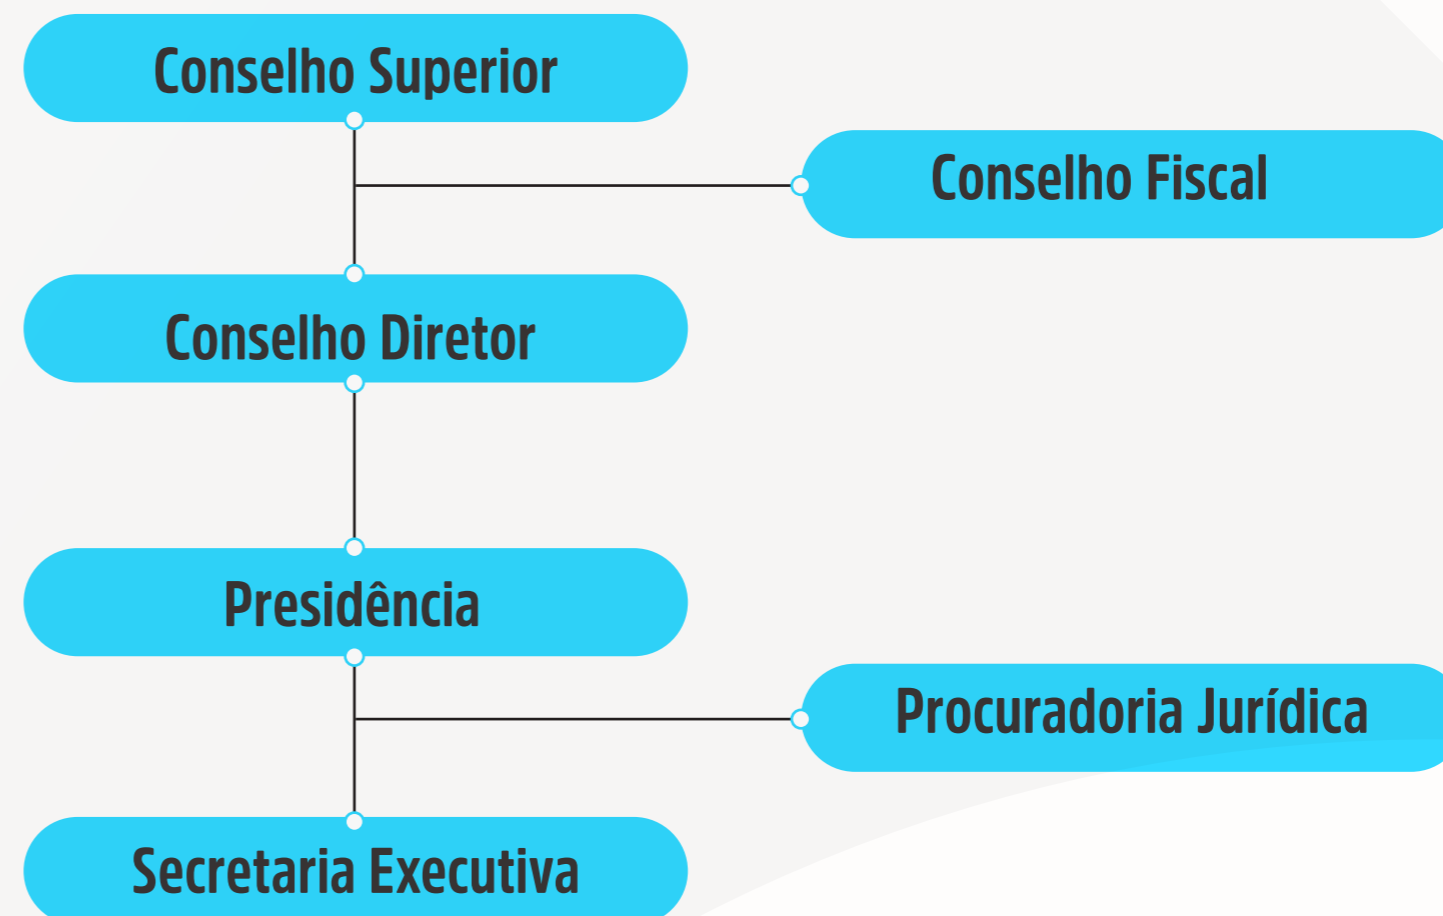 Conselho Superior
Conselho Fiscal
Conselho Diretor
Presidência
Procuradoria Jurídica
Secretaria Executiva